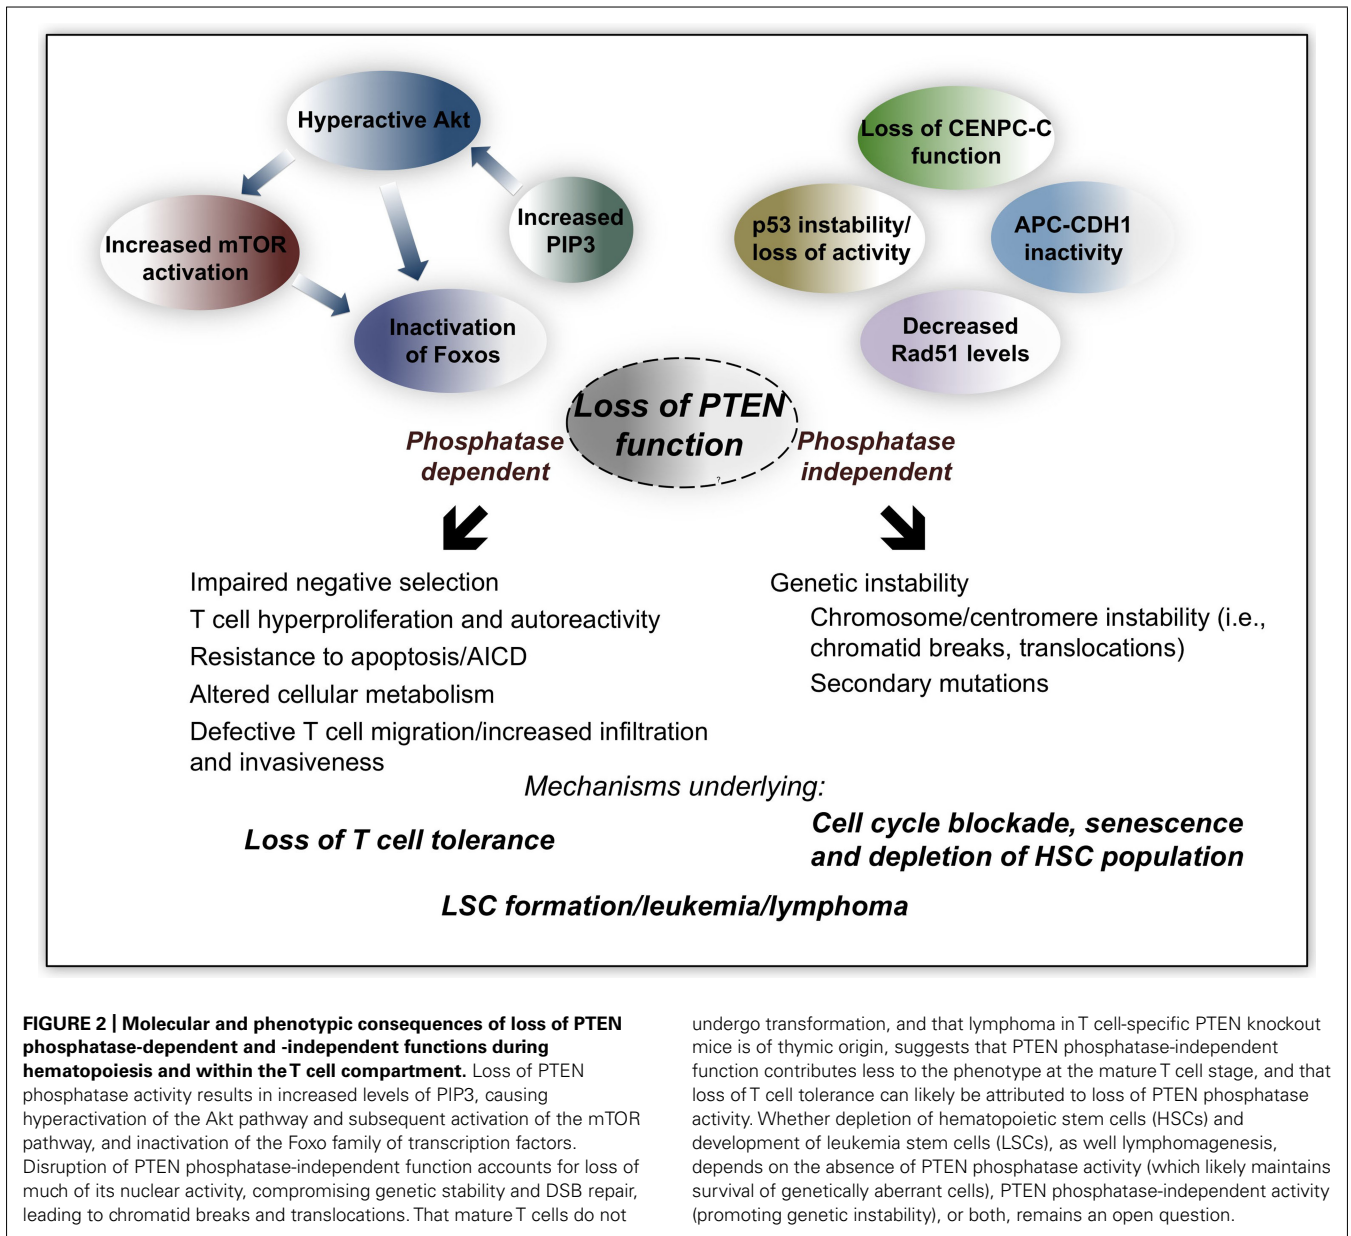 Hyperactive Akt
Increased mTOR
activation
Increased
PIP3
Inactivation
of Foxos
Loss of CENPC-C
function
p53 instability/
loss of activity
APC-CDH1
inactivity
Decreased
Rad51 levels
Loss of PTEN
function
?
Phosphatase
dependent
Phosphatase
independent
Impaired negative selection
T cell hyperproliferation and autoreactivity
Resistance to apoptosis/AICD
Altered cellular metabolism
Defective T cell migration/increased infiltration
and invasiveness
Genetic instability
Chromosome/centromere instability (i.e.,
chromatid breaks, translocations)
Secondary mutations
Mechanisms underlying:
Loss of T cell tolerance
Cell cycle blockade, senescence
and depletion of HSC population
LSC formation/leukemia/lymphoma
FIGURE 2 | Molecular and phenotypic consequences of loss of PTEN
phosphatase-dependent and -independent functions during
hematopoiesis and within the T cell compartment. Loss of PTEN
phosphatase activity results in increased levels of PIP3, causing
hyperactivation of the Akt pathway and subsequent activation of the mTOR
pathway, and inactivation of the Foxo family of transcription factors.
Disruption of PTEN phosphatase-independent function accounts for loss of
much of its nuclear activity, compromising genetic stability and DSB repair,
leading to chromatid breaks and translocations. That mature T cells do not
undergo transformation, and that lymphoma in T cell-specific PTEN knockout
mice is of thymic origin, suggests that PTEN phosphatase-independent
function contributes less to the phenotype at the mature T cell stage, and that
loss of T cell tolerance can likely be attributed to loss of PTEN phosphatase
activity. Whether depletion of hematopoietic stem cells (HSCs) and
development of leukemia stem cells (LSCs), as well lymphomagenesis,
depends on the absence of PTEN phosphatase activity (which likely maintains
survival of genetically aberrant cells), PTEN phosphatase-independent activity
(promoting genetic instability), or both, remains an open question.